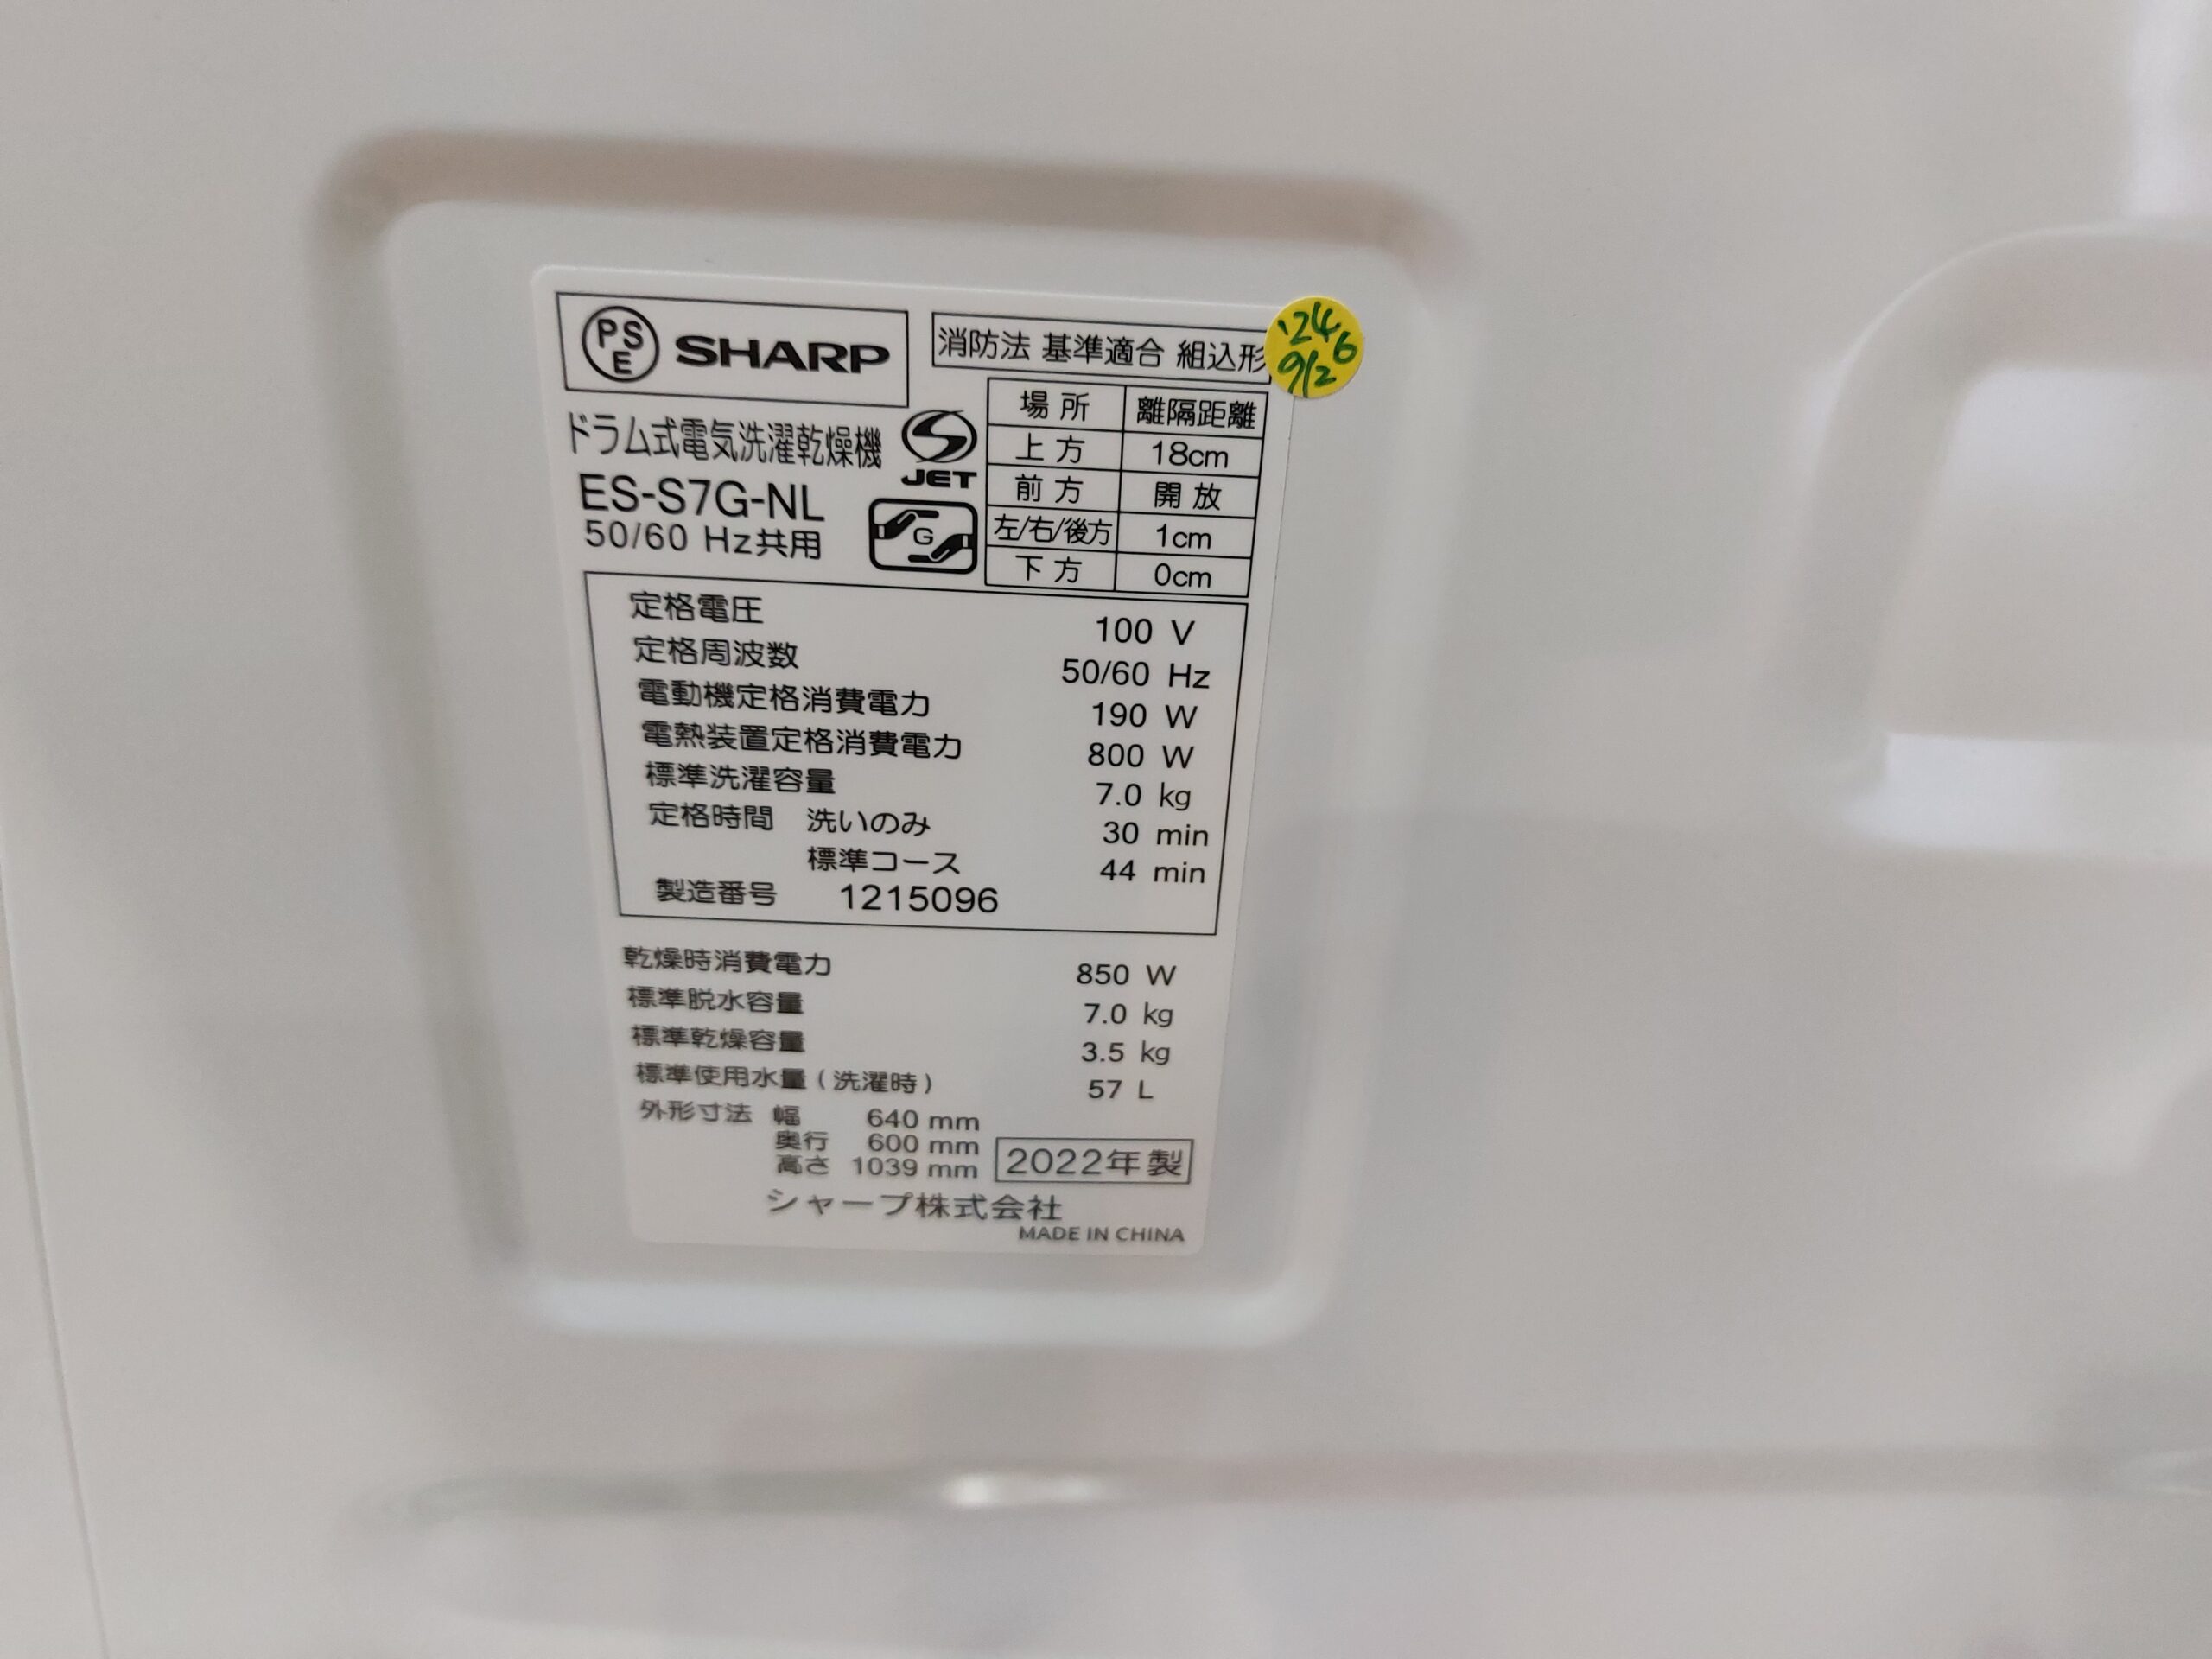 PS
E
SHARP
消防法 基準適合 組込形
'24 6
9/2
ドラム式電気洗濯乾燥機
JET
ES-S7G-NL
50/60 Hz共用
G
場所 離隔距離
上方 18cm
前方 開放
左/右/後方 1cm
下方 0cm
定格電圧 100 V
定格周波数 50/60 Hz
電動機定格消費電力 190 W
電熱装置定格消費電力 800 W
標準洗濯容量 7.0 kg
定格時間 洗いのみ 30 min
標準コース 44 min
製造番号 1215096
乾燥時消費電力 850 W
標準脱水容量 7.0 kg
標準乾燥容量 3.5 kg
標準使用水量(洗濯時) 57 L
外形寸法 幅 640 mm
奥行 600 mm
高さ 1039 mm
2022年製
シャープ株式会社
MADE IN CHINA